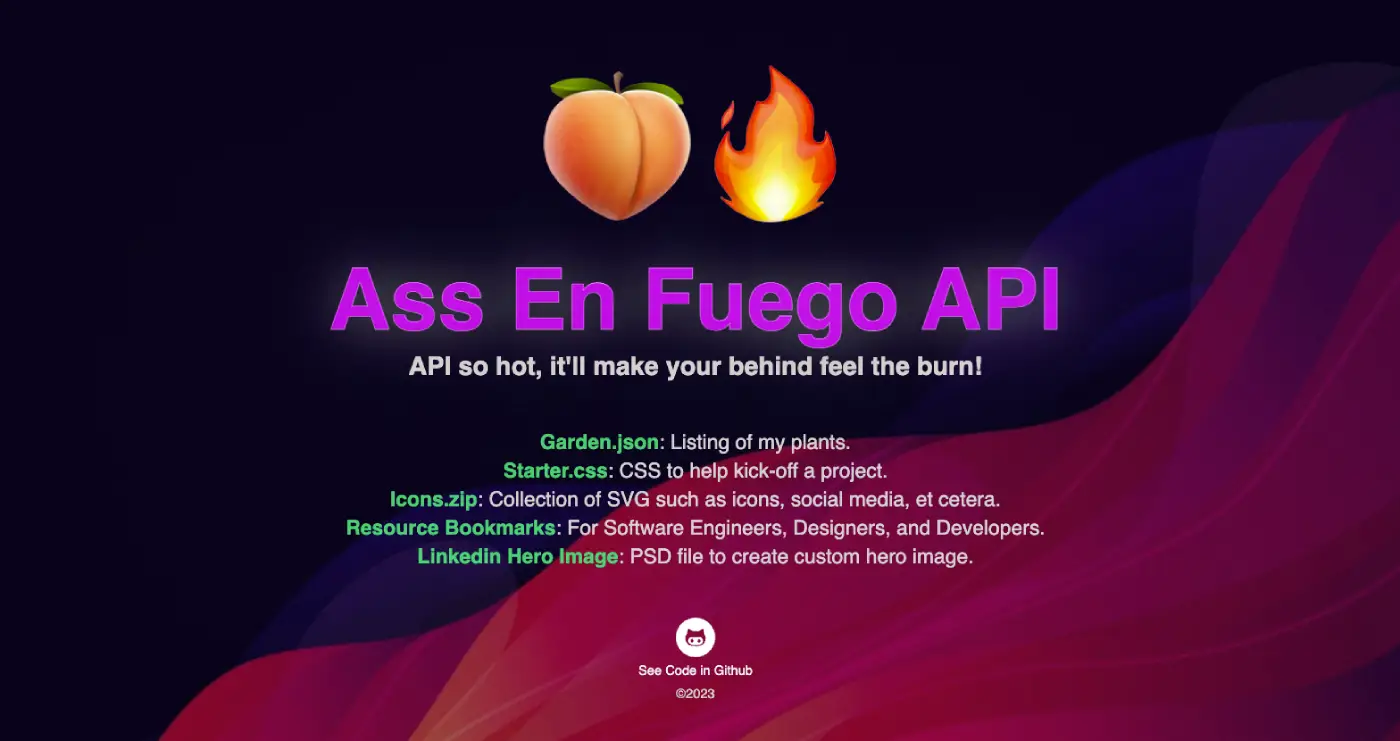 Ass En Fuego API
API so hot, it'll make your behind feel the burn!
Garden.json: Listing of my plants.
Starter.css: CSS to help kick-off a project.
Icons.zip: Collection of SVG such as icons, social media, et cetera.
Resource Bookmarks: For Software Engineers, Designers, and Developers.
Linkedin Hero Image: PSD file to create custom hero image.
See Code in Github
©2023